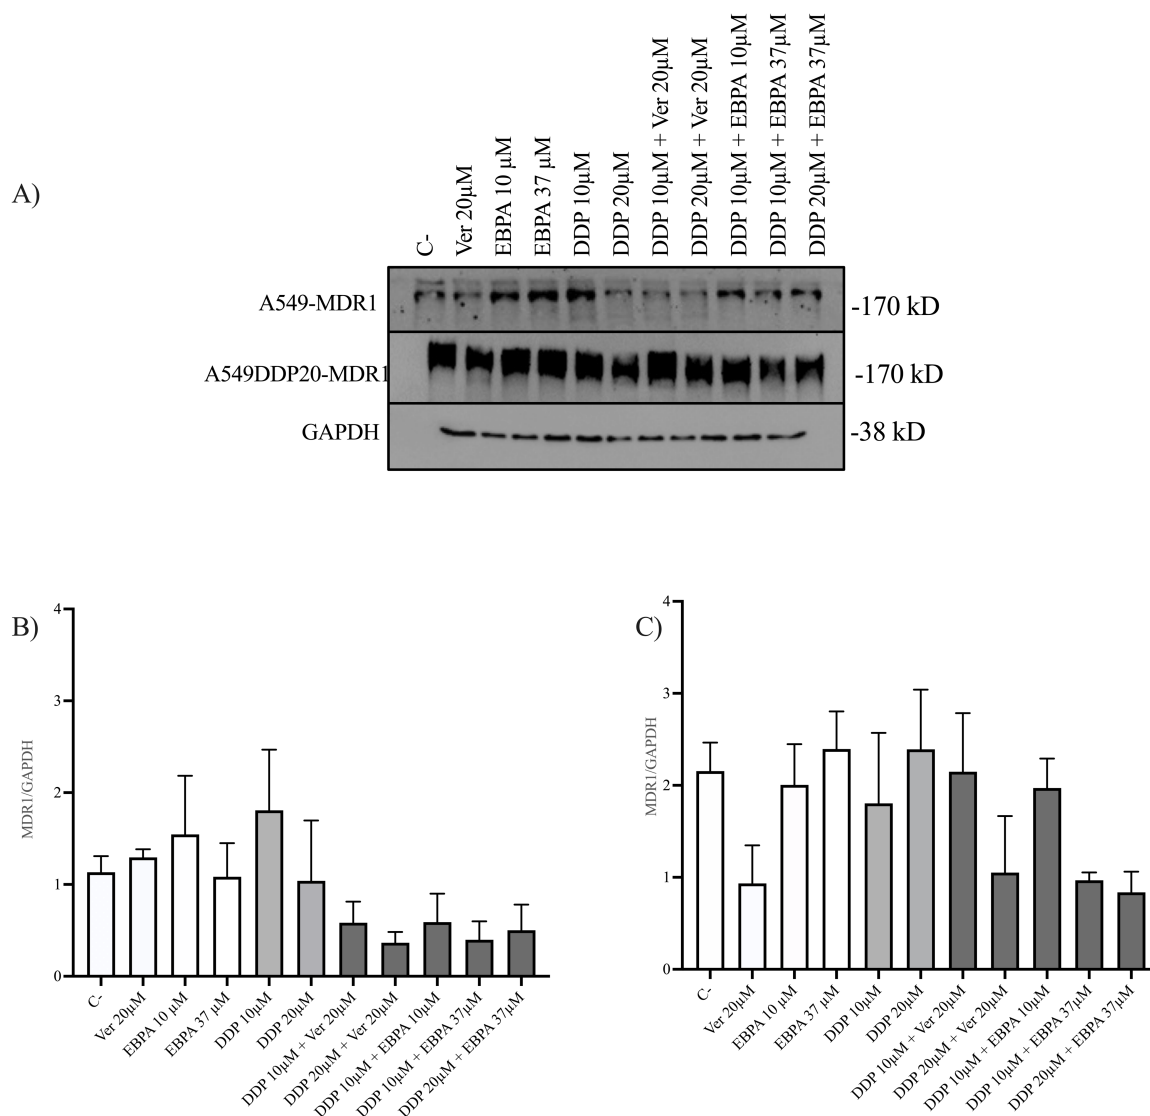 A)
C-
Ver 20µM
EBPA 10 µM
EBPA 37 µM
DDP 10µM
DDP 20µM
DDP 10µM + Ver 20µM
DDP 20µM + Ver 20µM
DDP 10µM + EBPA 10µM
DDP 10µM + EBPA 37µM
DDP 20µM + EBPA 37µM
A549-MDR1
-170 kD
A549DDP20-MDR1
-170 kD
GAPDH
-38 kD
B)
MDR1/GAPDH
4
3
2
1
0
C-
Ver 20µM
EBPA 10 µM
EBPA 37 µM
DDP 10µM
DDP 20µM
DDP 10µM + Ver 20µM
DDP 20µM + Ver 20µM
DDP 10µM + EBPA 10µM
DDP 10µM + EBPA 37µM
DDP 20µM + EBPA 37µM
C)
MDR1/GAPDH
4
3
2
1
0
C-
Ver 20µM
EBPA 10 µM
EBPA 37 µM
DDP 10µM
DDP 20µM
DDP 10µM + Ver 20µM
DDP 20µM + Ver 20µM
DDP 10µM + EBPA 10µM
DDP 10µM + EBPA 37µM
DDP 20µM + EBPA 37µM